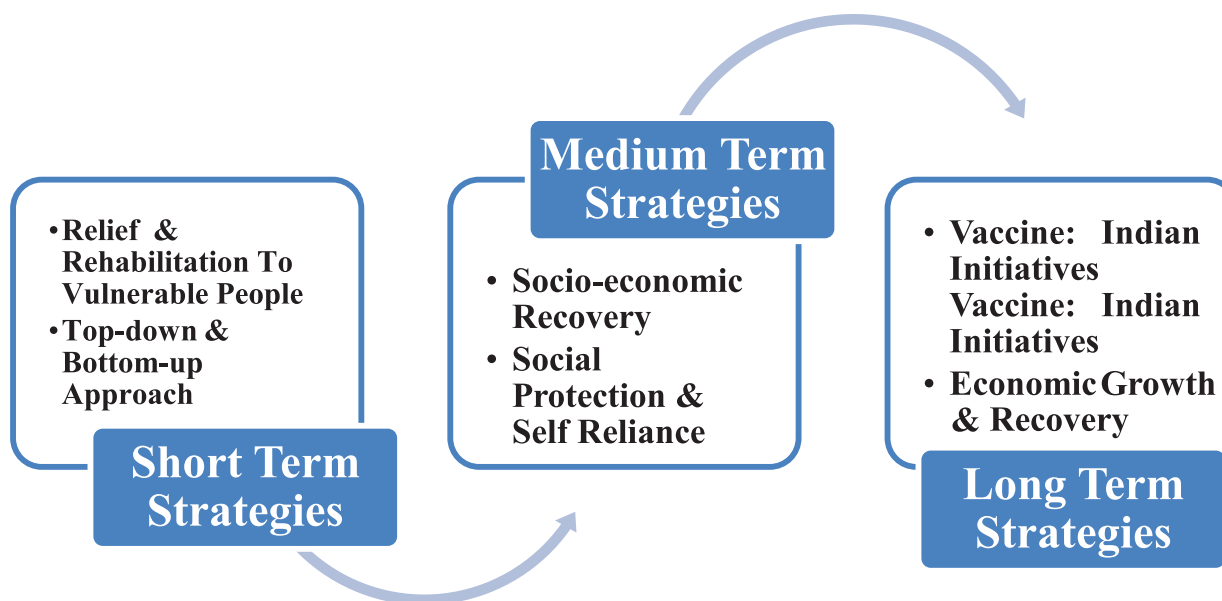 •Relief &
Rehabilitation To
Vulnerable People
•Top-down &
Bottom-up
Approach
Short Term
Strategies
Medium Term
Strategies
• Socio-economic
Recovery
• Social
Protection &
Self Reliance
• Vaccine: Indian
Initiatives
Vaccine: Indian
Initiatives
• Economic Growth
& Recovery
Long Term
Strategies